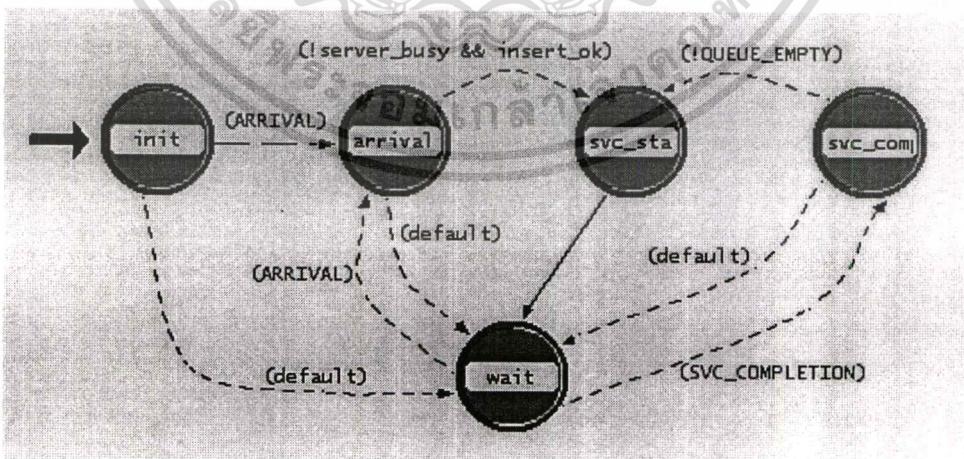 (!server_busy && insert_ok)
(!QUEUE_EMPTY)
init
(ARRIVAL)
arrival
svc_sta
svc_com
(default)
(ARRIVAL)
(default)
(default)
wait
(SVC_COMPLETION)